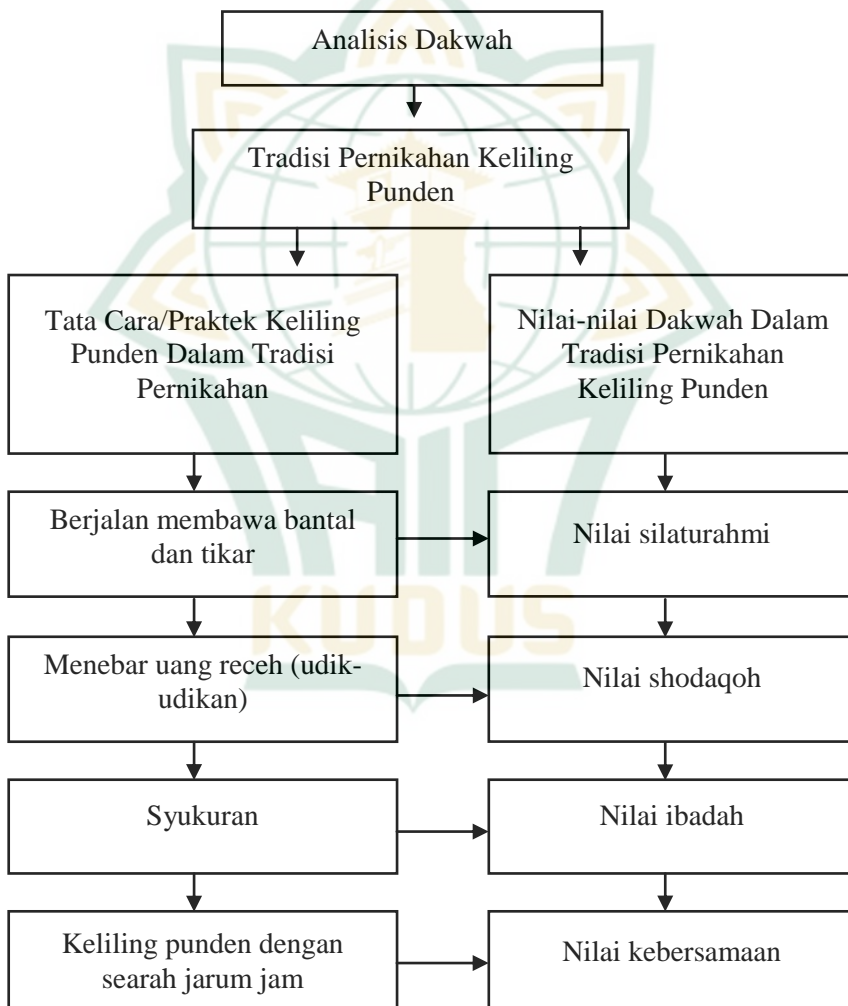 Analisis Dakwah
Tradisi Pernikahan Keliling
Punden
Tata Cara/Praktek Keliling
Punden Dalam Tradisi
Pernikahan
Nilai-nilai Dakwah Dalam
Tradisi Pernikahan
Keliling Punden
Berjalan membawa bantal
dan tikar
Nilai silaturahmi
Menebar uang receh (udik-
udikan)
Nilai shodaqoh
Syukuran
Nilai ibadah
Keliling punden dengan
searah jarum jam
Nilai kebersamaan
KUDUS